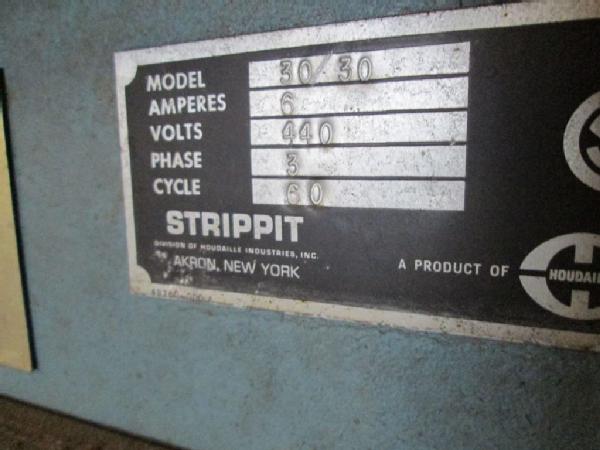 MODEL 30/30
AMPERES 6
VOLTS 440
PHASE 3
CYCLE 60
STRIPPIT
DIVISION OF HOUDAILLE INDUSTRIES, INC.
AKRON, NEW YORK
A PRODUCT OF HOUDAI